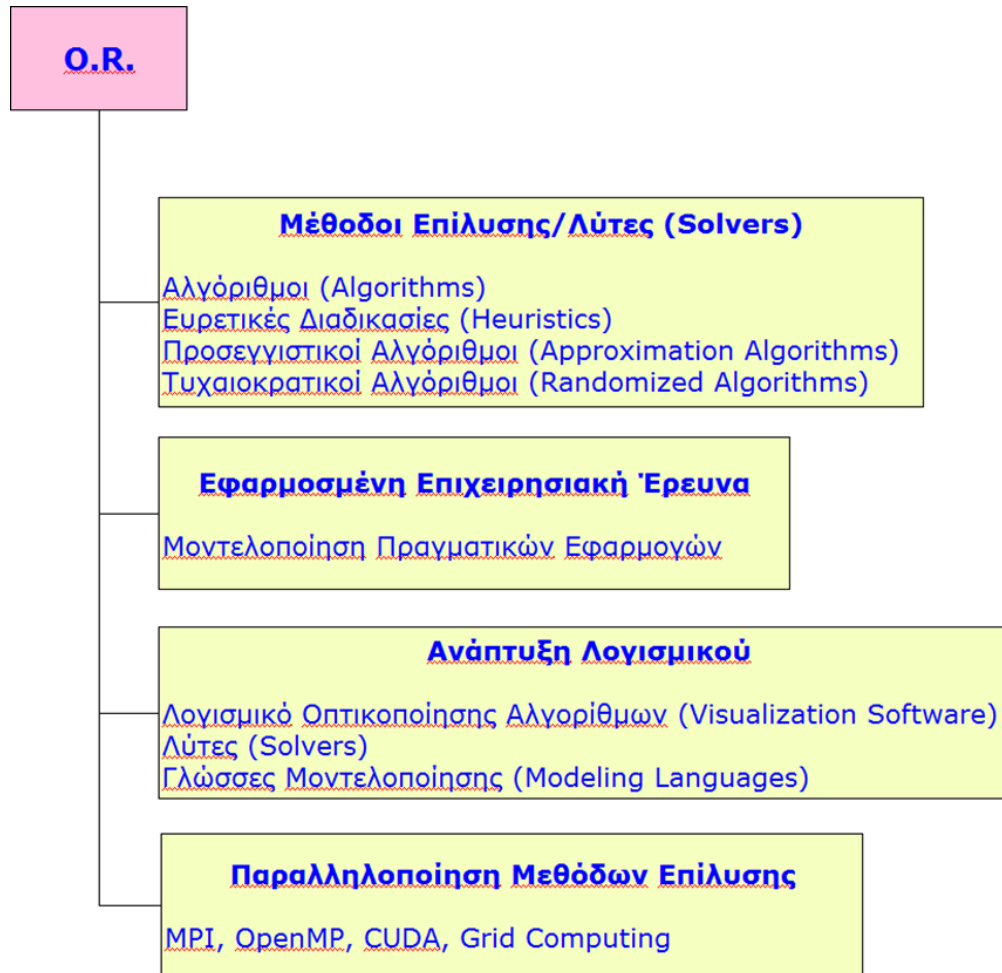 O.R.
Μέθοδοι Επίλυσης/Λύτες (Solvers)
Αλγόριθμοι (Algorithms)
Ευρετικές Διαδικασίες (Heuristics)
Προσεγγιστικοί Αλγόριθμοι (Approximation Algorithms)
Τυχαιοκρατικοί Αλγόριθμοι (Randomized Algorithms)
Εφαρμοσμένη Επιχειρησιακή Έρευνα
Μοντελοποίηση Πραγματικών Εφαρμογών
Ανάπτυξη Λογισμικού
Λογισμικό Οπτικοποίησης Αλγορίθμων (Visualization Software)
Λύτες (Solvers)
Γλώσσες Μοντελοποίησης (Modeling Languages)
Παραλληλοποίηση Μεθόδων Επίλυσης
MPI, OpenMP, CUDA, Grid Computing